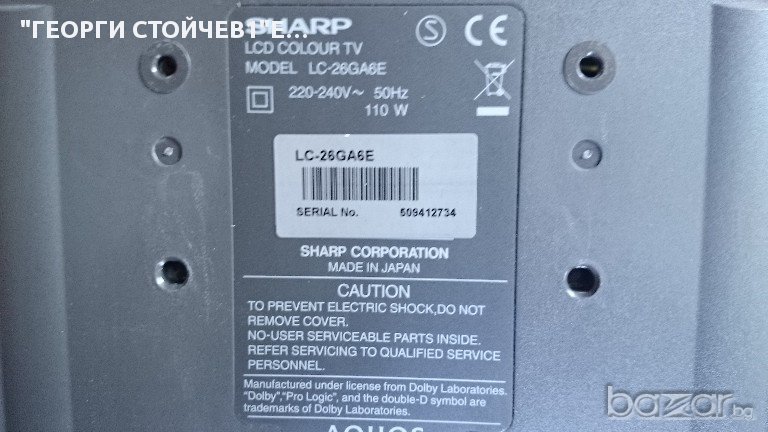 "ГЕОРГИ СТОЙЧЕВ1"Е...
SHARP
LCD COLOUR TV
MODEL LC-26GA6E
220-240V~ 50Hz
110 W
S CE
LC-26GA6E
SERIAL No. 509412734
SHARP CORPORATION
MADE IN JAPAN
CAUTION
TO PREVENT ELECTRIC SHOCK,DO NOT
REMOVE COVER.
NO-USER SERVICEABLE PARTS INSIDE.
REFER SERVICING TO QUALIFIED SERVICE
PERSONNEL.
Manufactured under license from Dolby Laboratories.
"Dolby","Pro Logic", and the double-D symbol are
trademarks of Dolby Laboratories.
AQUOS
bazar.bg